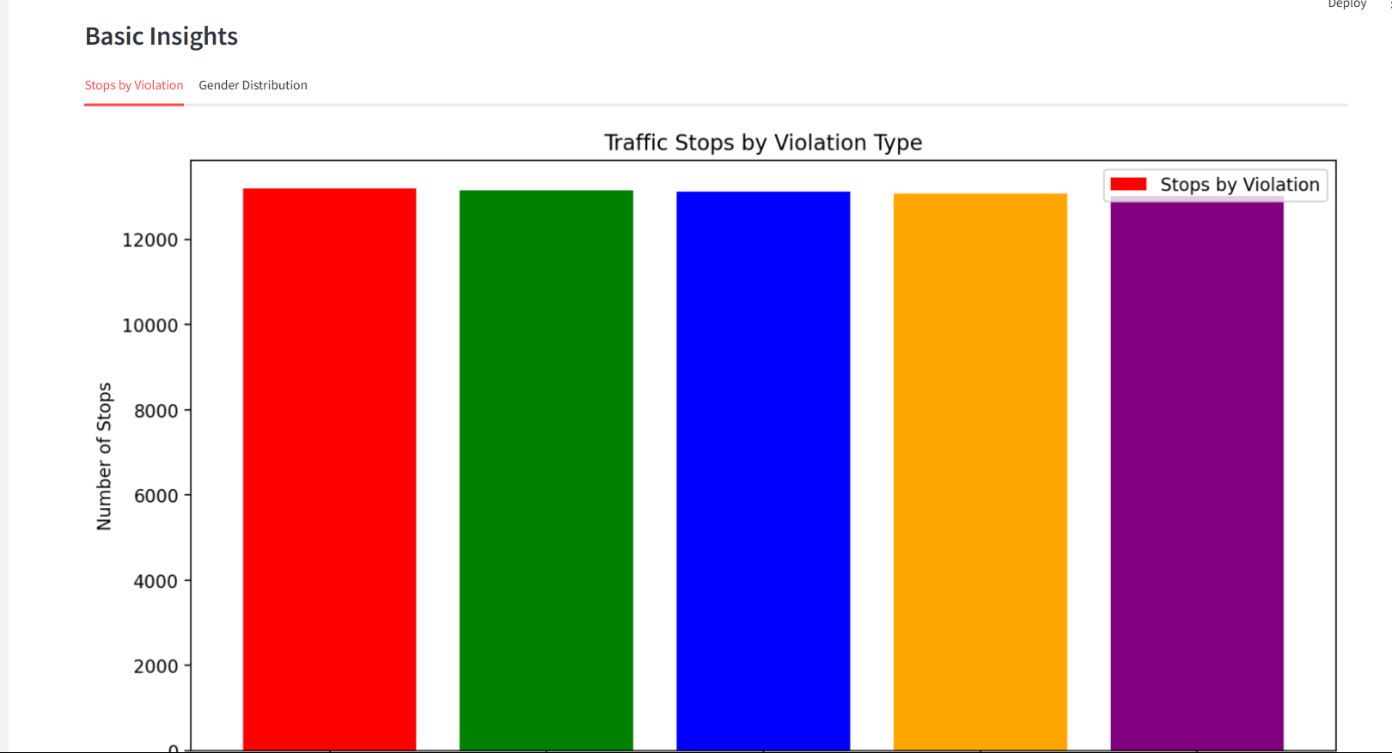 Deploy
Basic Insights
Stops by Violation
Gender Distribution
Traffic Stops by Violation Type
Stops by Violation
12000
10000
8000
6000
4000
2000
0
Number of Stops